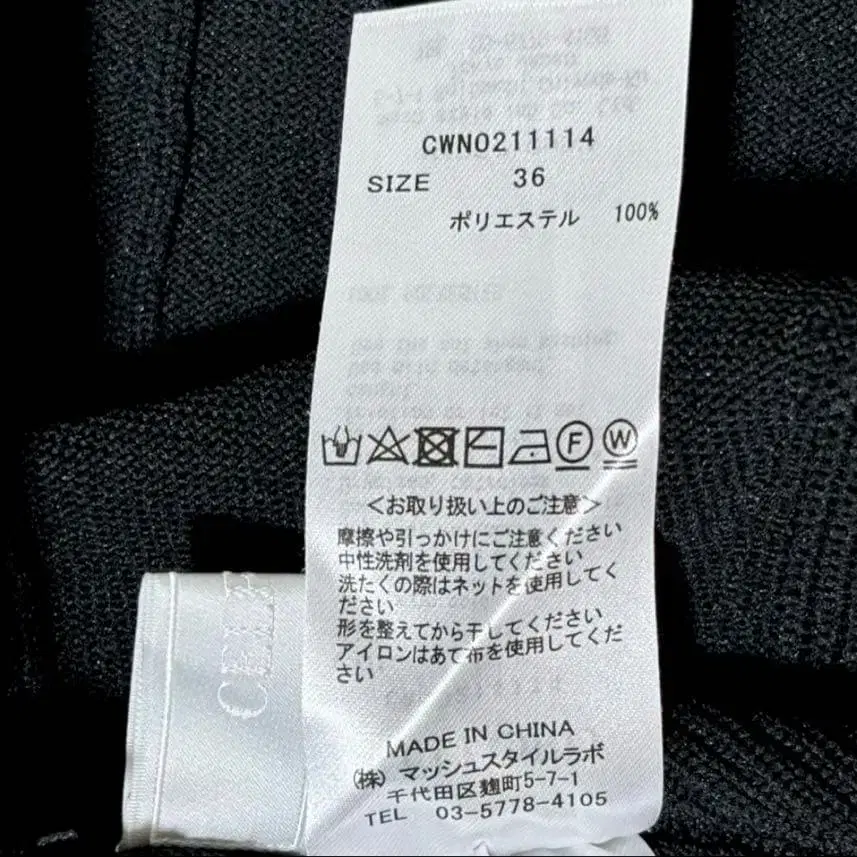 CWNO211114
SIZE 36
ポリエステル 100%
F W
＜お取り扱い上のご注意＞
摩擦や引っかけにご注意ください
中性洗剤を使用してください
洗たくの際はネットを使用してく
ださい
形を整えてから干してください
アイロンはあて布を使用してくだ
さい
MADE IN CHINA
(株) マッシュスタイルラボ
千代田区麹町5-7-1
TEL 03-5778-4105